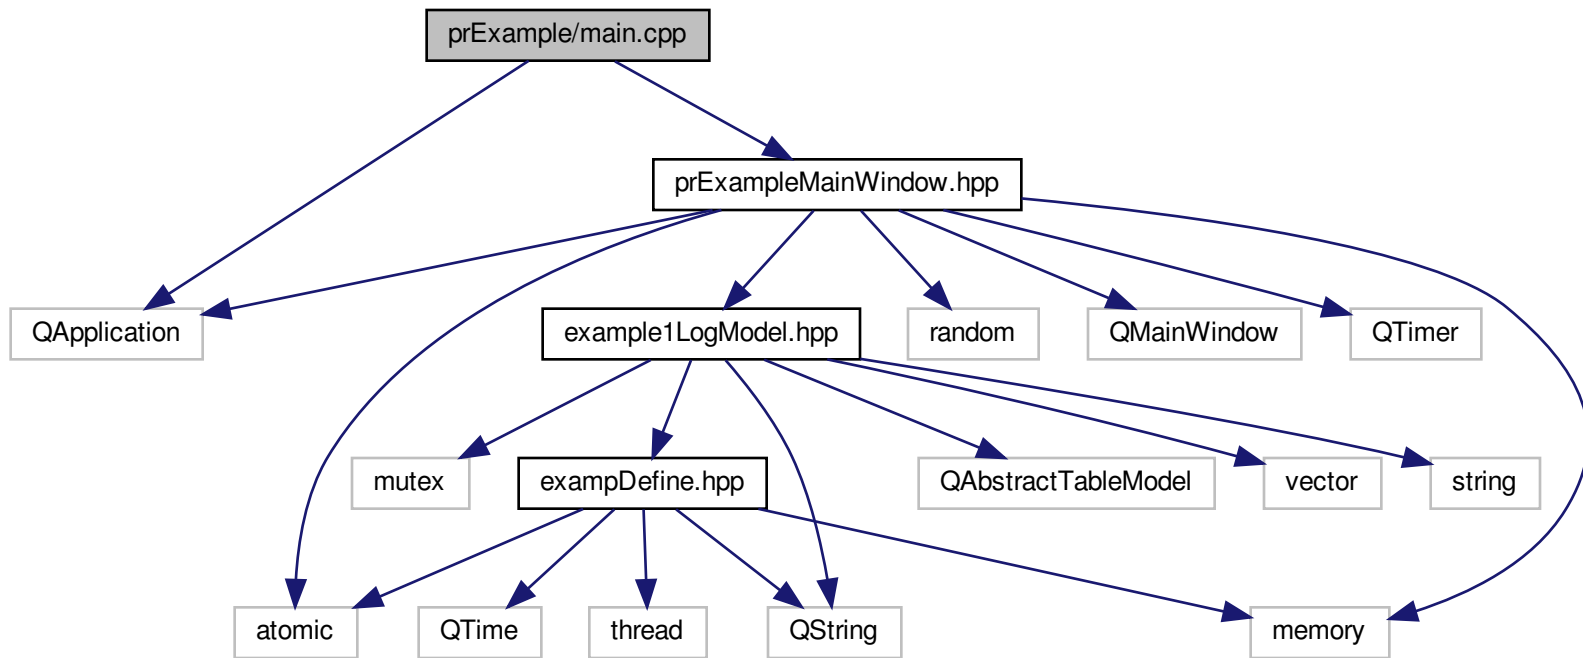 prExample/main.cpp
prExampleMainWindow.hpp
QApplication
example1LogModel.hpp
random
QMainWindow
QTimer
mutex
exampDefine.hpp
QAbstractTableModel
vector
string
atomic
QTime
thread
QString
memory